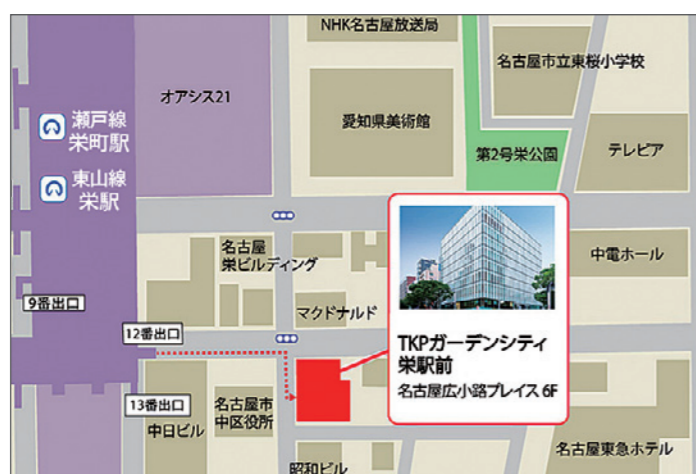 NHK名古屋放送局
名古屋市立東桜小学校
オアシス21
愛知県美術館
瀬戸線
栄町駅
第2号栄公園
テレピア
東山線
栄駅
名古屋
栄ビルディング
中電ホール
9番出口
マクドナルド
12番出口
TKPガーデンシティ
栄駅前
名古屋広小路プレイス 6F
13番出口
中日ビル
名古屋市
中区役所
昭和ビル
名古屋東急ホテル